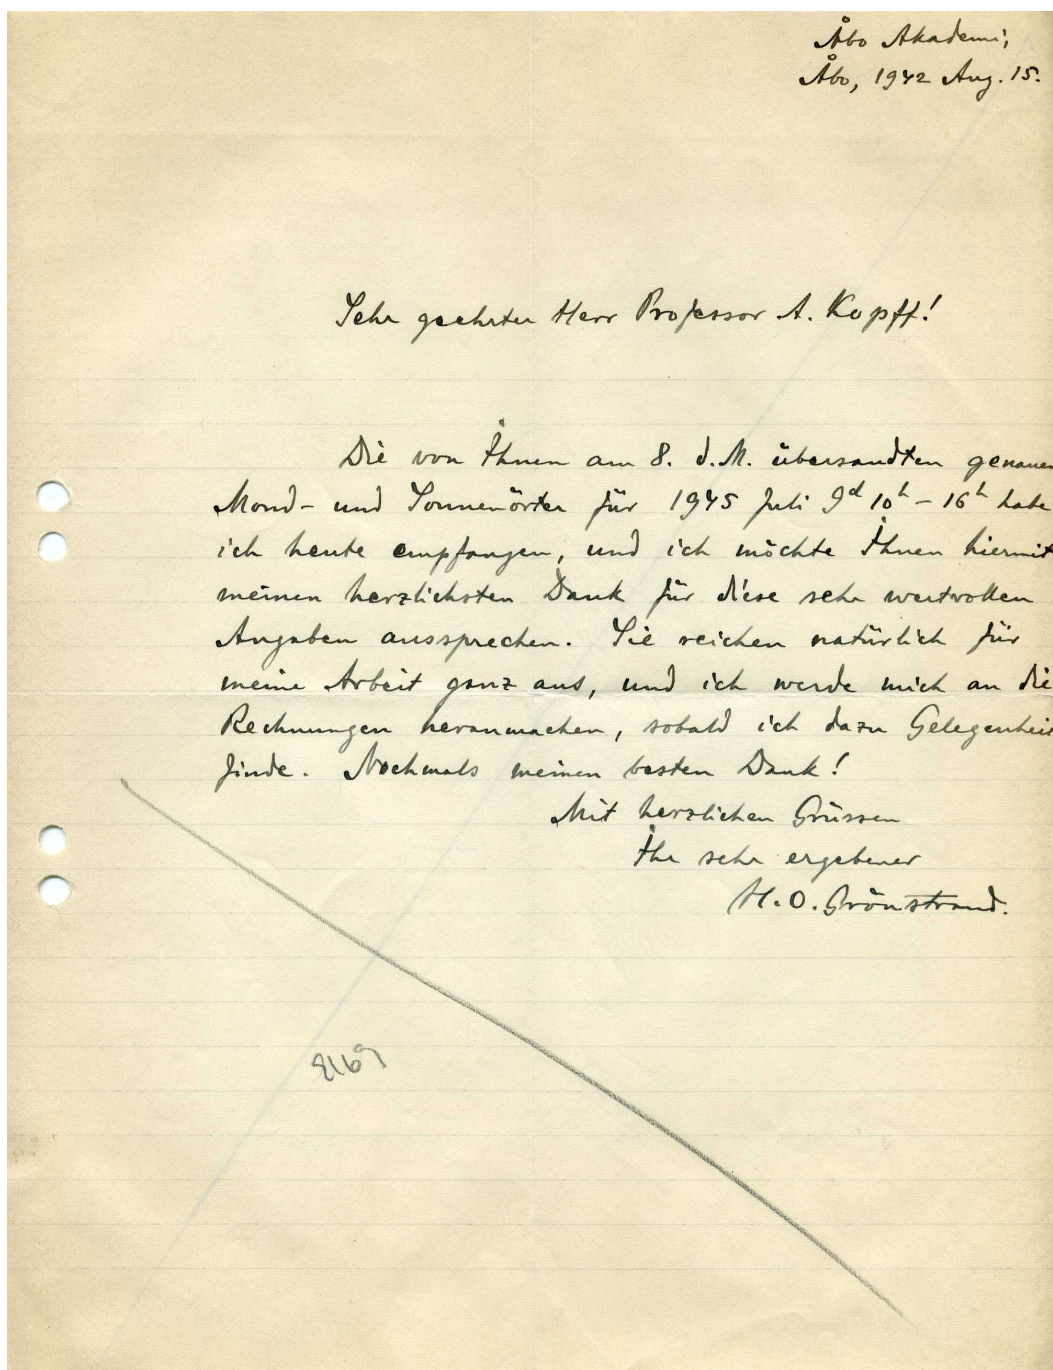 Åbo Akademi,
Åbo, 1942 Aug. 15.
Sehr geehrter Herr Professor A. Kopff!
Die von Ihnen am 8. d. M. übersandten genauen
Mond- und Sonnenörter für 1945 Juli 9d 10h – 16h habe
ich heute empfangen, und ich möchte Ihnen hiermit
meinen herzlichsten Dank für diese sehr wertvollen
Angaben aussprechen. Sie reichen natürlich für
meine Arbeit ganz aus, und ich werde mich an die
Rechnungen heranmachen, sobald ich dazu Gelegenheit
finde. Nochmals meinen besten Dank!
Mit herzlichen Grüssen
Ihr sehr ergebener
H. O. Grönstrand.